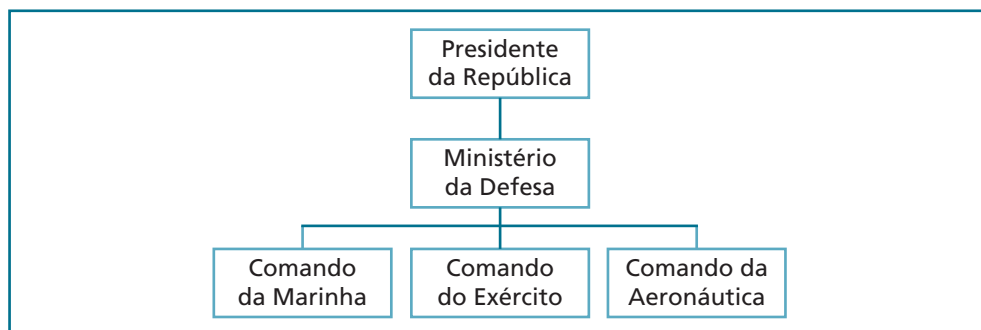 Presidente
da República
Ministério
da Defesa
Comando
da Marinha
Comando
do Exército
Comando da
Aeronáutica